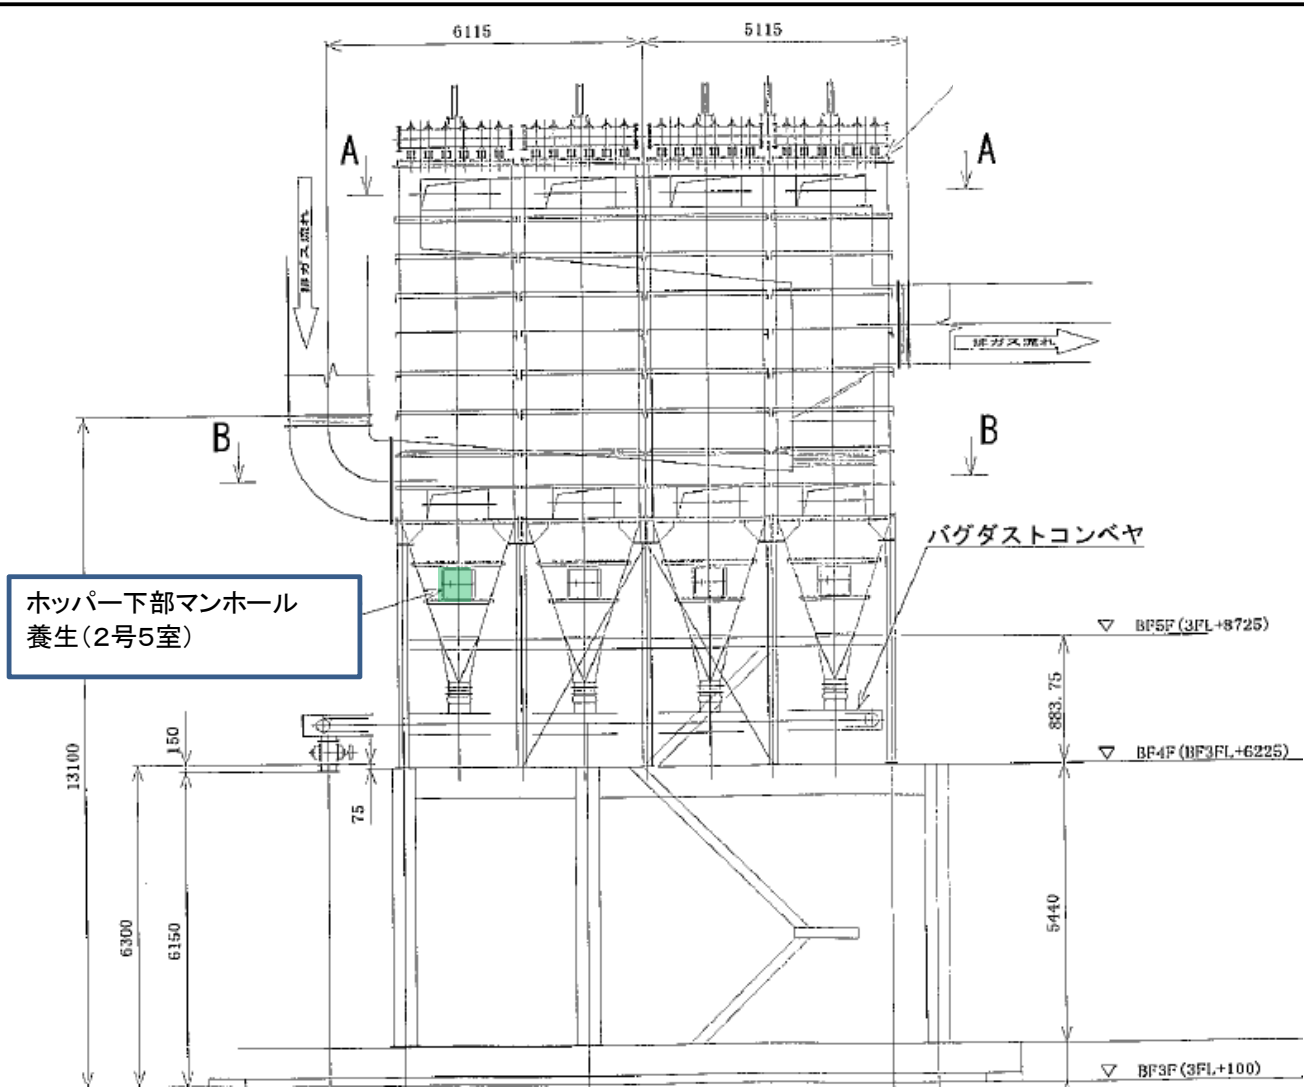 6115
5115
A
A
排ガス流れ
排ガス流れ
B
B
バグダストコンベヤ
ホッパー下部マンホール
養生(2号5室)
▽ BF5F(3FL+8725)
883.75
150
13100
▽ BF4F(BF3FL+6225)
75
6300
6150
5440
▽ BF3F(3FL+100)